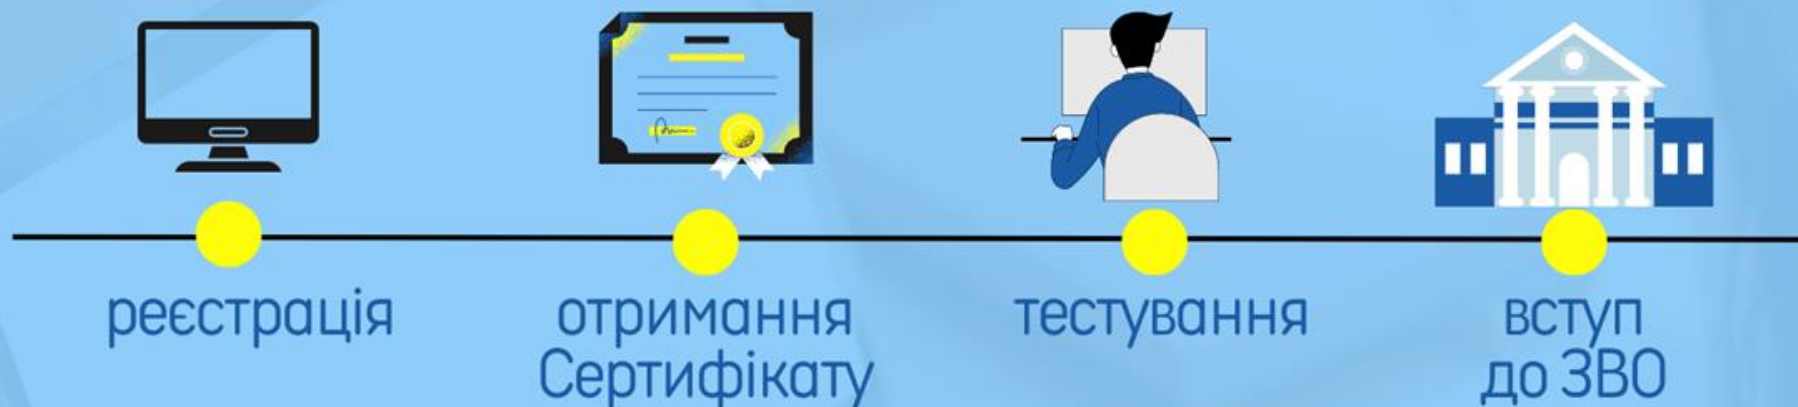 реєстрація
отримання
Сертифікату
тестування
вступ
до ЗВО